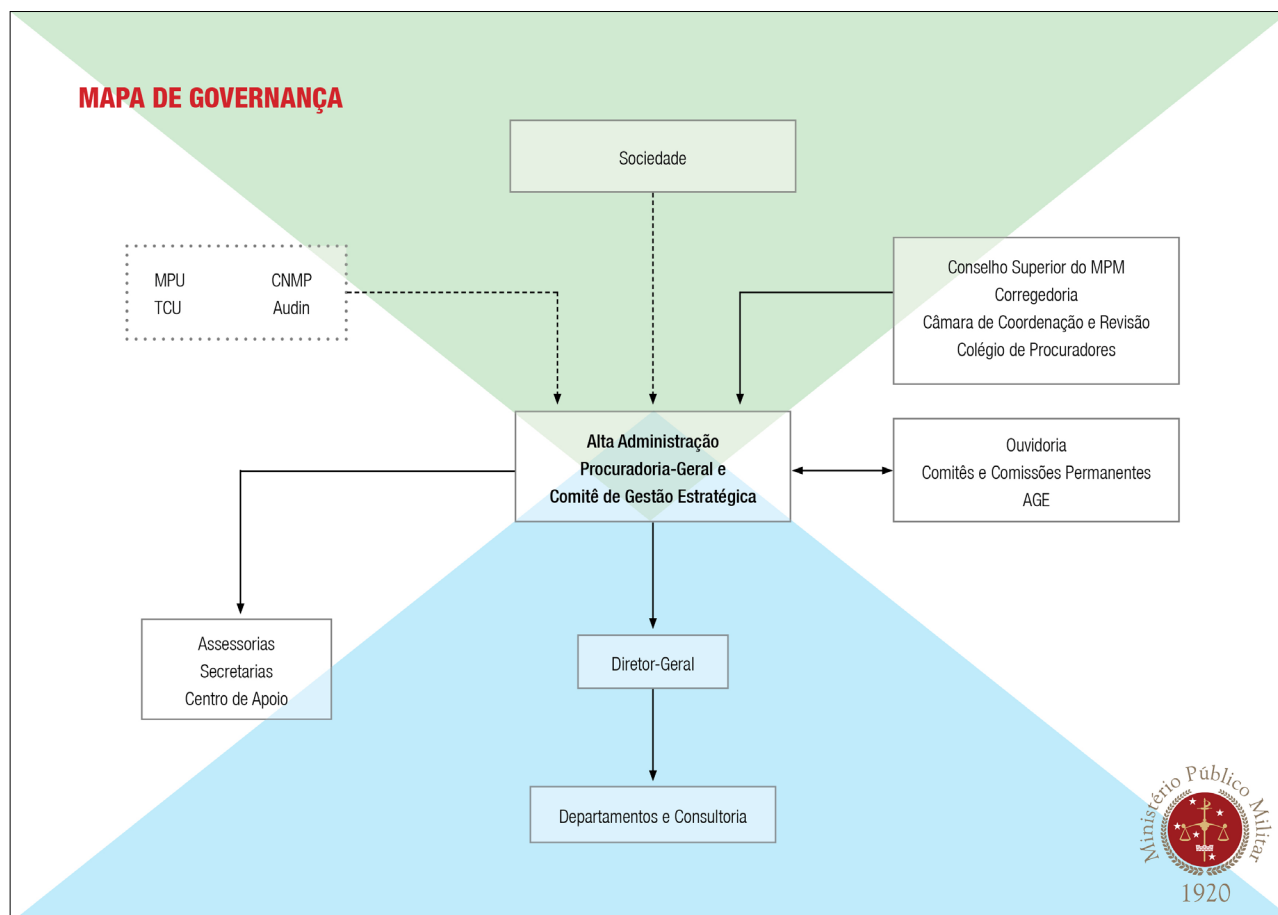 MAPA DE GOVERNANÇA
Sociedade
MPU CNMP
TCU Audin
Conselho Superior do MPM
Corregedoria
Câmara de Coordenação e Revisão
Colégio de Procuradores
Alta Administração
Procuradoria-Geral e
Comitê de Gestão Estratégica
Ouvidoria
Comitês e Comissões Permanentes
AGE
Assessorias
Secretarias
Centro de Apoio
Diretor-Geral
Departamentos e Consultoria
Ministério Público Militar
1920